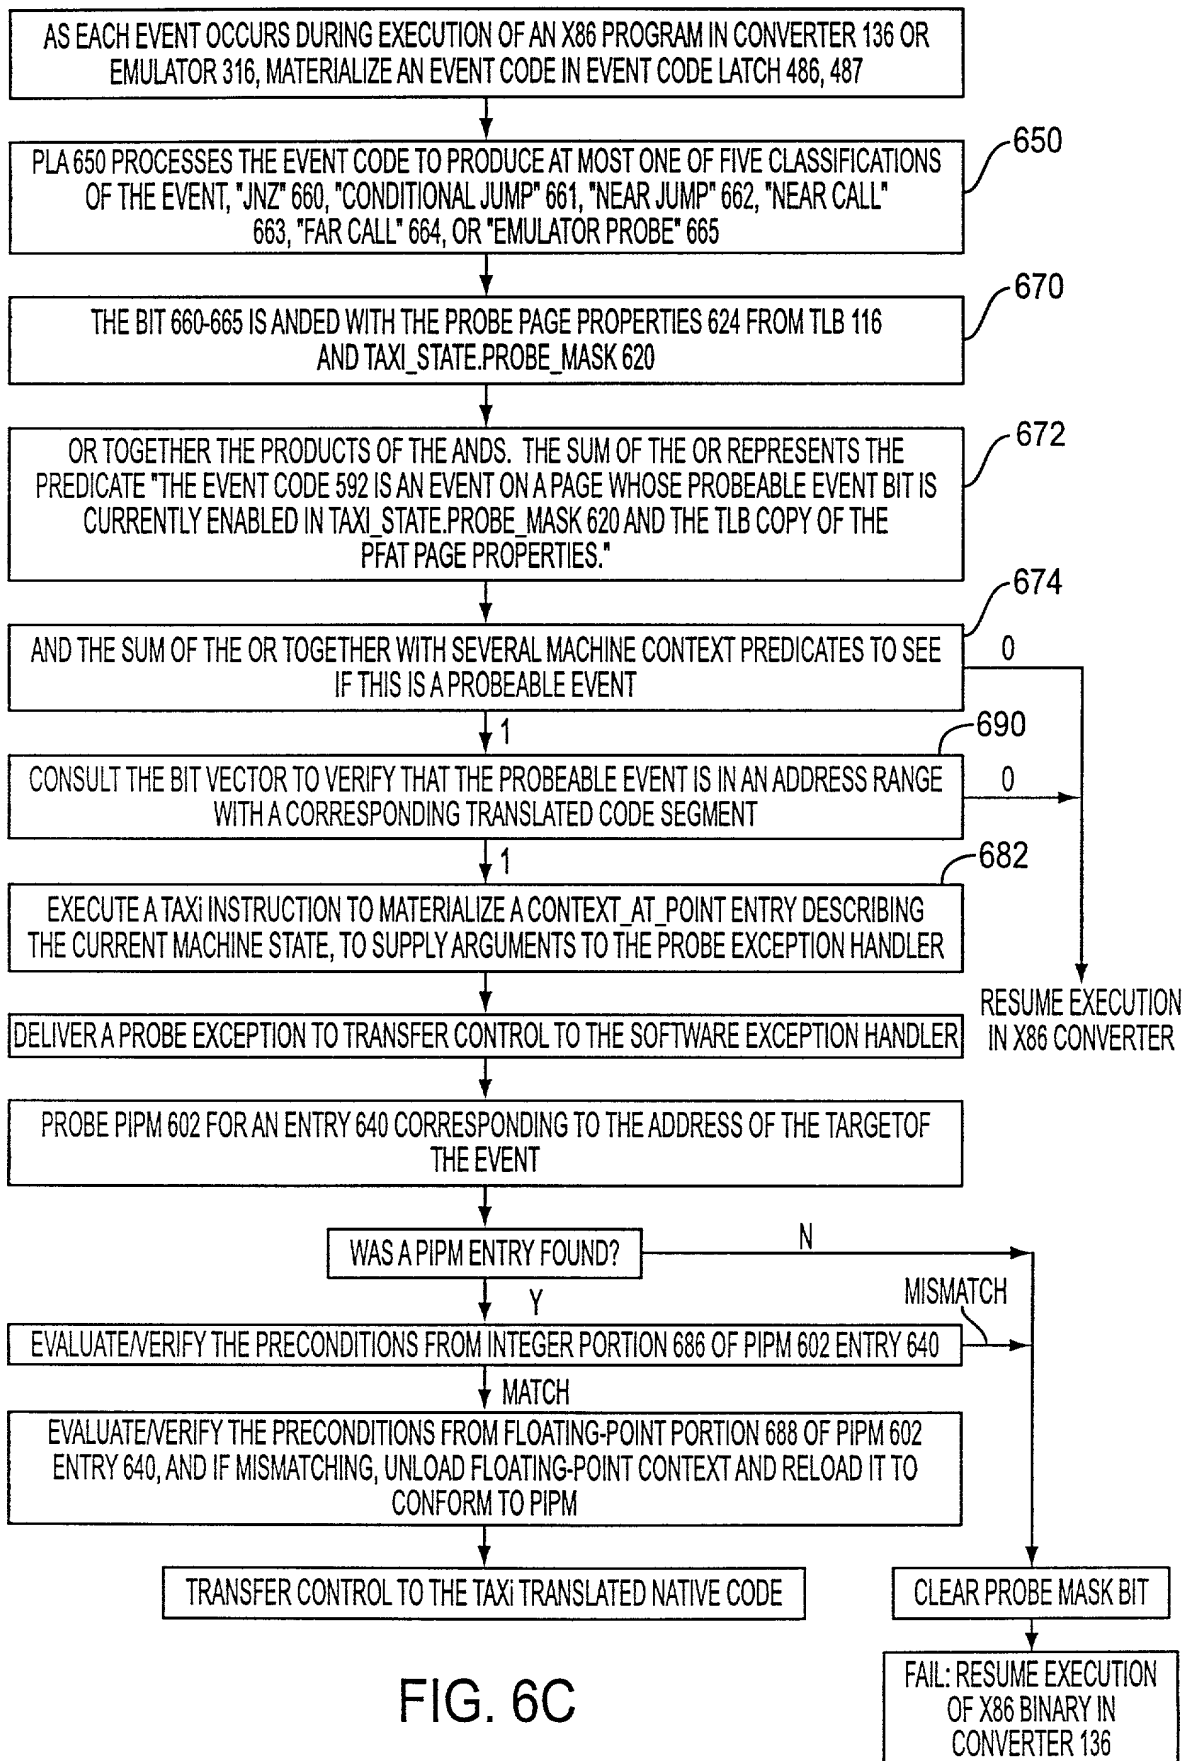 AS EACH EVENT OCCURS DURING EXECUTION OF AN X86 PROGRAM IN CONVERTER 136 OR
EMULATOR 316, MATERIALIZE AN EVENT CODE IN EVENT CODE LATCH 486, 487
650
PLA 650 PROCESSES THE EVENT CODE TO PRODUCE AT MOST ONE OF FIVE CLASSIFICATIONS
OF THE EVENT, "JNZ" 660, "CONDITIONAL JUMP" 661, "NEAR JUMP" 662, "NEAR CALL"
663, "FAR CALL" 664, OR "EMULATOR PROBE" 665
670
THE BIT 660-665 IS ANDED WITH THE PROBE PAGE PROPERTIES 624 FROM TLB 116
AND TAXI_STATE.PROBE_MASK 620
672
OR TOGETHER THE PRODUCTS OF THE ANDS. THE SUM OF THE OR REPRESENTS THE
PREDICATE "THE EVENT CODE 592 IS AN EVENT ON A PAGE WHOSE PROBEABLE EVENT BIT IS
CURRENTLY ENABLED IN TAXI_STATE.PROBE_MASK 620 AND THE TLB COPY OF THE
PFAT PAGE PROPERTIES."
674
AND THE SUM OF THE OR TOGETHER WITH SEVERAL MACHINE CONTEXT PREDICATES TO SEE
IF THIS IS A PROBEABLE EVENT
0
1
690
CONSULT THE BIT VECTOR TO VERIFY THAT THE PROBEABLE EVENT IS IN AN ADDRESS RANGE
WITH A CORRESPONDING TRANSLATED CODE SEGMENT
0
1
682
EXECUTE A TAXi INSTRUCTION TO MATERIALIZE A CONTEXT_AT_POINT ENTRY DESCRIBING
THE CURRENT MACHINE STATE, TO SUPPLY ARGUMENTS TO THE PROBE EXCEPTION HANDLER
RESUME EXECUTION
IN X86 CONVERTER
DELIVER A PROBE EXCEPTION TO TRANSFER CONTROL TO THE SOFTWARE EXCEPTION HANDLER
PROBE PIPM 602 FOR AN ENTRY 640 CORRESPONDING TO THE ADDRESS OF THE TARGETOF
THE EVENT
WAS A PIPM ENTRY FOUND?
N
Y
MISMATCH
EVALUATE/VERIFY THE PRECONDITIONS FROM INTEGER PORTION 686 OF PIPM 602 ENTRY 640
MATCH
EVALUATE/VERIFY THE PRECONDITIONS FROM FLOATING-POINT PORTION 688 OF PIPM 602
ENTRY 640, AND IF MISMATCHING, UNLOAD FLOATING-POINT CONTEXT AND RELOAD IT TO
CONFORM TO PIPM
TRANSFER CONTROL TO THE TAXi TRANSLATED NATIVE CODE
CLEAR PROBE MASK BIT
FAIL: RESUME EXECUTION
OF X86 BINARY IN
CONVERTER 136
FIG. 6C